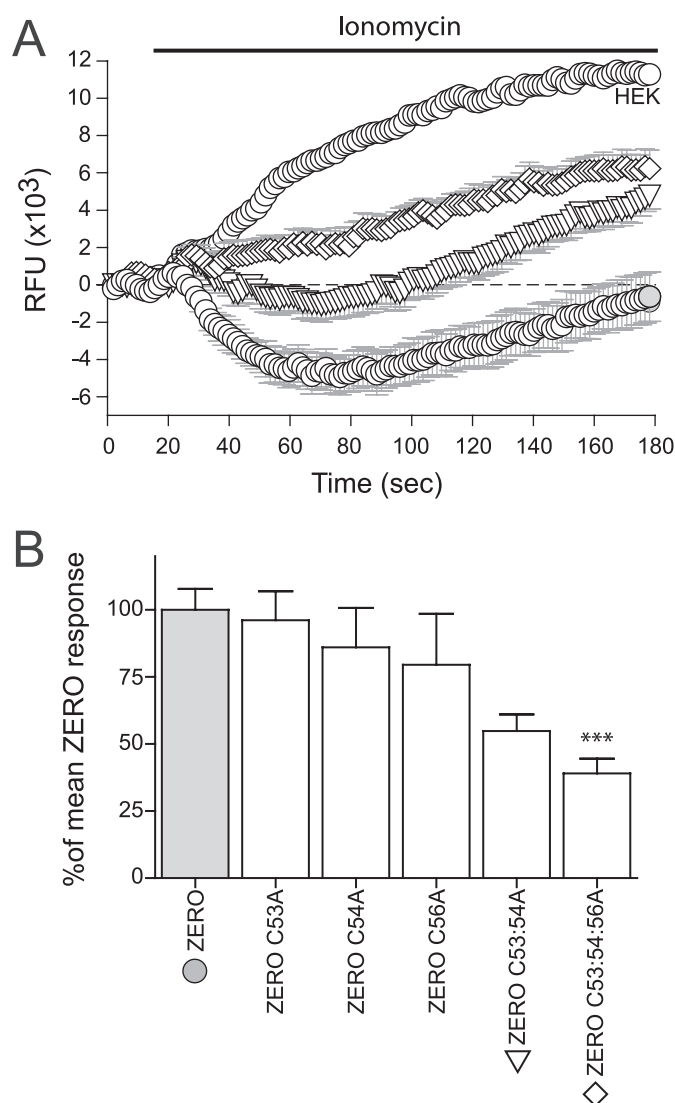 A
Ionomycin
12
10
8
6
4
2
0
-2
-4
-6
RFU (x10³)
HEK
0 20 40 60 80 100 120 140 160 180
Time (sec)
B
%of mean ZERO response
100
75
50
25
0
***
ZERO
ZERO C53A
ZERO C54A
ZERO C56A
ZERO C53:54A
ZERO C53:54:56A